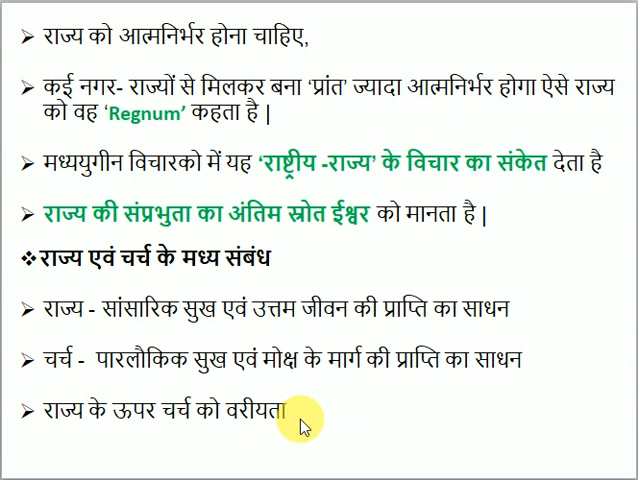 ➢ राज्य को आत्मनिर्भर होना चाहिए,
➢ कई नगर- राज्यों से मिलकर बना ‘प्रांत’ ज्यादा आत्मनिर्भर होगा ऐसे राज्य
को वह ‘Regnum’ कहता है |
➢ मध्ययुगीन विचारको में यह ‘राष्ट्रीय -राज्य’ के विचार का संकेत देता है
➢ राज्य की संप्रभुता का अंतिम स्रोत ईश्वर को मानता है |
❖राज्य एवं चर्च के मध्य संबंध
➢ राज्य - सांसारिक सुख एवं उत्तम जीवन की प्राप्ति का साधन
➢ चर्च - पारलौकिक सुख एवं मोक्ष के मार्ग की प्राप्ति का साधन
➢ राज्य के ऊपर चर्च को वरीयता